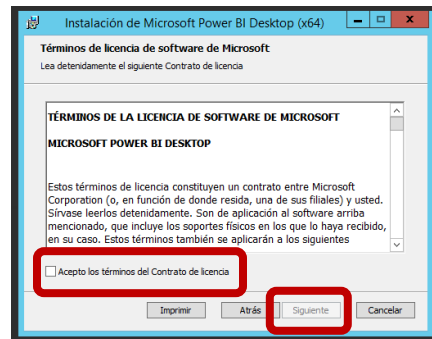 Instalación de Microsoft Power BI Desktop (x64)
Términos de licencia de software de Microsoft
Lea detenidamente el siguiente Contrato de licencia
TÉRMINOS DE LA LICENCIA DE SOFTWARE DE MICROSOFT
MICROSOFT POWER BI DESKTOP
Estos términos de licencia constituyen un contrato entre Microsoft
Corporation (o, en función de donde resida, una de sus filiales) y usted.
Sírvase leerlos detenidamente. Son de aplicación al software arriba
mencionado, que incluye los soportes físicos en los que lo haya recibido,
en su caso. Estos términos también se aplicarán a los siguientes
Acepto los términos del Contrato de licencia
Imprimir Atrás Siguiente Cancelar